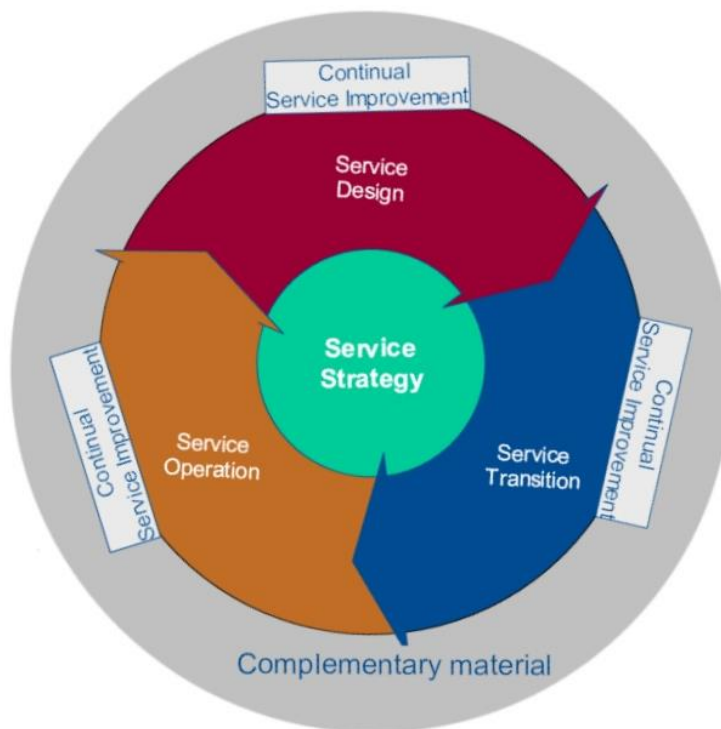 Continual
Service Improvement
Service
Design
Service
Strategy
Continual
Service Improvement
Service
Operation
Service
Transition
Continual
Service Improvement
Complementary material